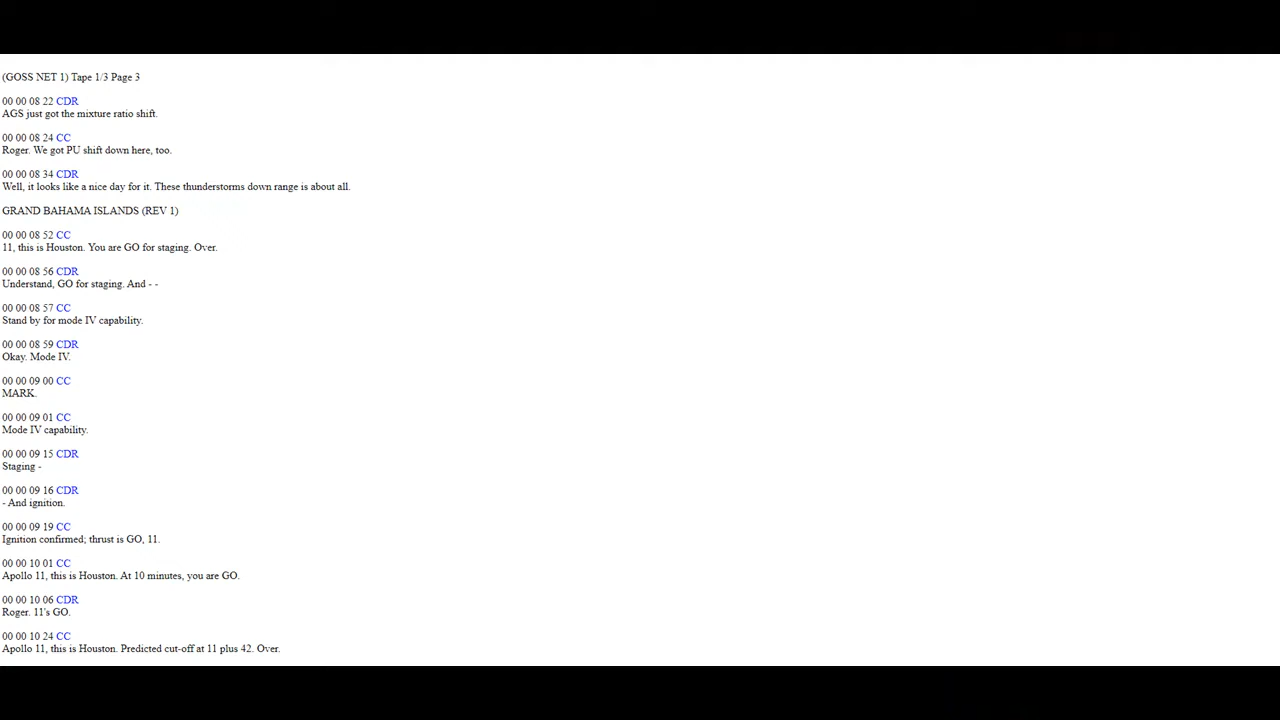 (GOSS NET 1) Tape 1/3 Page 3
00 00 08 22 CDR
AGS just got the mixture ratio shift.
00 00 08 24 CC
Roger. We got PU shift down here, too.
00 00 08 34 CDR
Well, it looks like a nice day for it. These thunderstorms down range is about all.
GRAND BAHAMA ISLANDS (REV 1)
00 00 08 52 CC
11, this is Houston. You are GO for staging. Over.
00 00 08 56 CDR
Understand, GO for staging. And - -
00 00 08 57 CC
Stand by for mode IV capability.
00 00 08 59 CDR
Okay. Mode IV.
00 00 09 00 CC
MARK.
00 00 09 01 CC
Mode IV capability.
00 00 09 15 CDR
Staging -
00 00 09 16 CDR
- And ignition.
00 00 09 19 CC
Ignition confirmed; thrust is GO, 11.
00 00 10 01 CC
Apollo 11, this is Houston. At 10 minutes, you are GO.
00 00 10 06 CDR
Roger. 11's GO.
00 00 10 24 CC
Apollo 11, this is Houston. Predicted cut-off at 11 plus 42. Over.